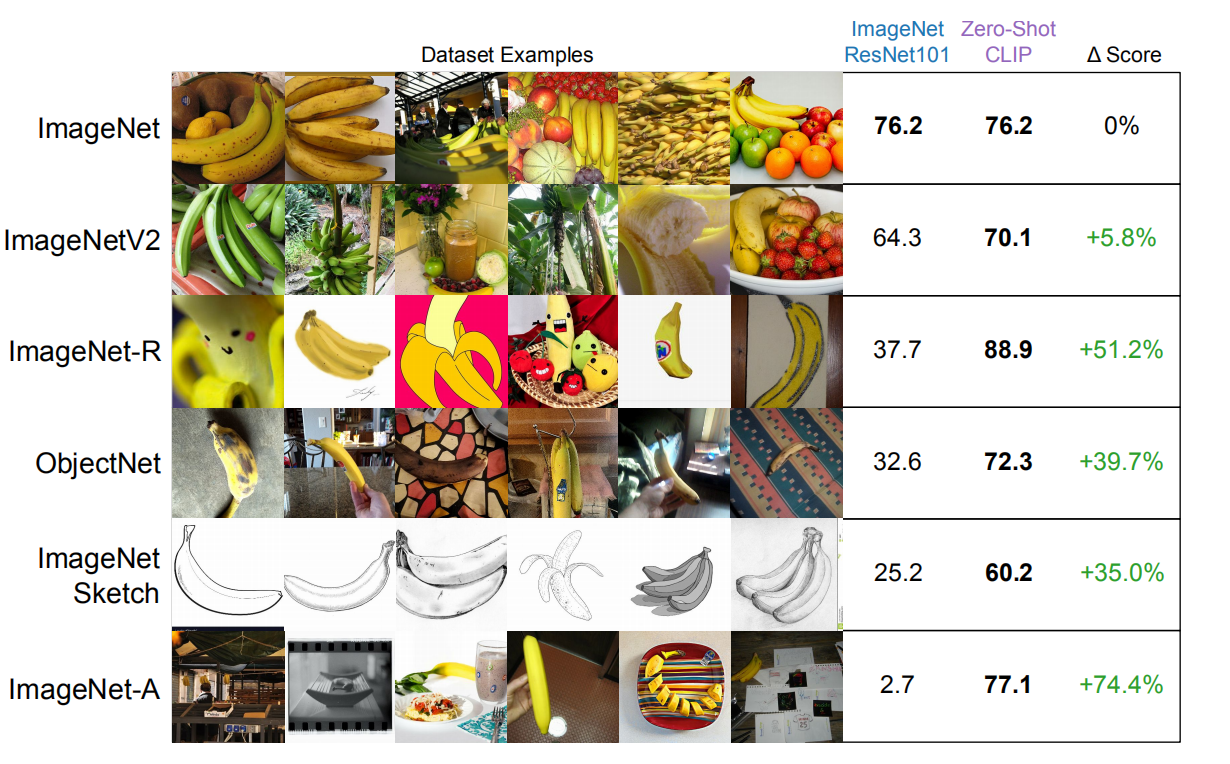 Dataset Examples
ImageNet
ResNet101
Zero-Shot
CLIP
Δ Score
ImageNet
76.2
76.2
0%
ImageNetV2
64.3
70.1
+5.8%
ImageNet-R
37.7
88.9
+51.2%
ObjectNet
32.6
72.3
+39.7%
ImageNet
Sketch
25.2
60.2
+35.0%
ImageNet-A
2.7
77.1
+74.4%